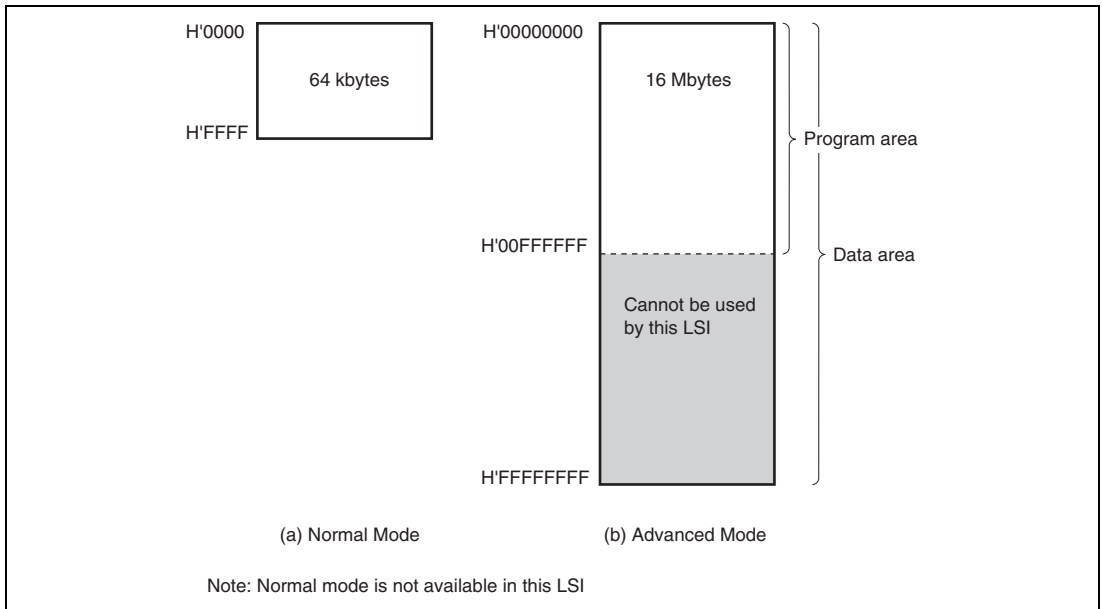 H'0000
64 kbytes
H'FFFF
(a) Normal Mode
H'00000000
16 Mbytes
Program area
H'00FFFFFF
Data area
Cannot be used
by this LSI
H'FFFFFFFF
(b) Advanced Mode
Note: Normal mode is not available in this LSI